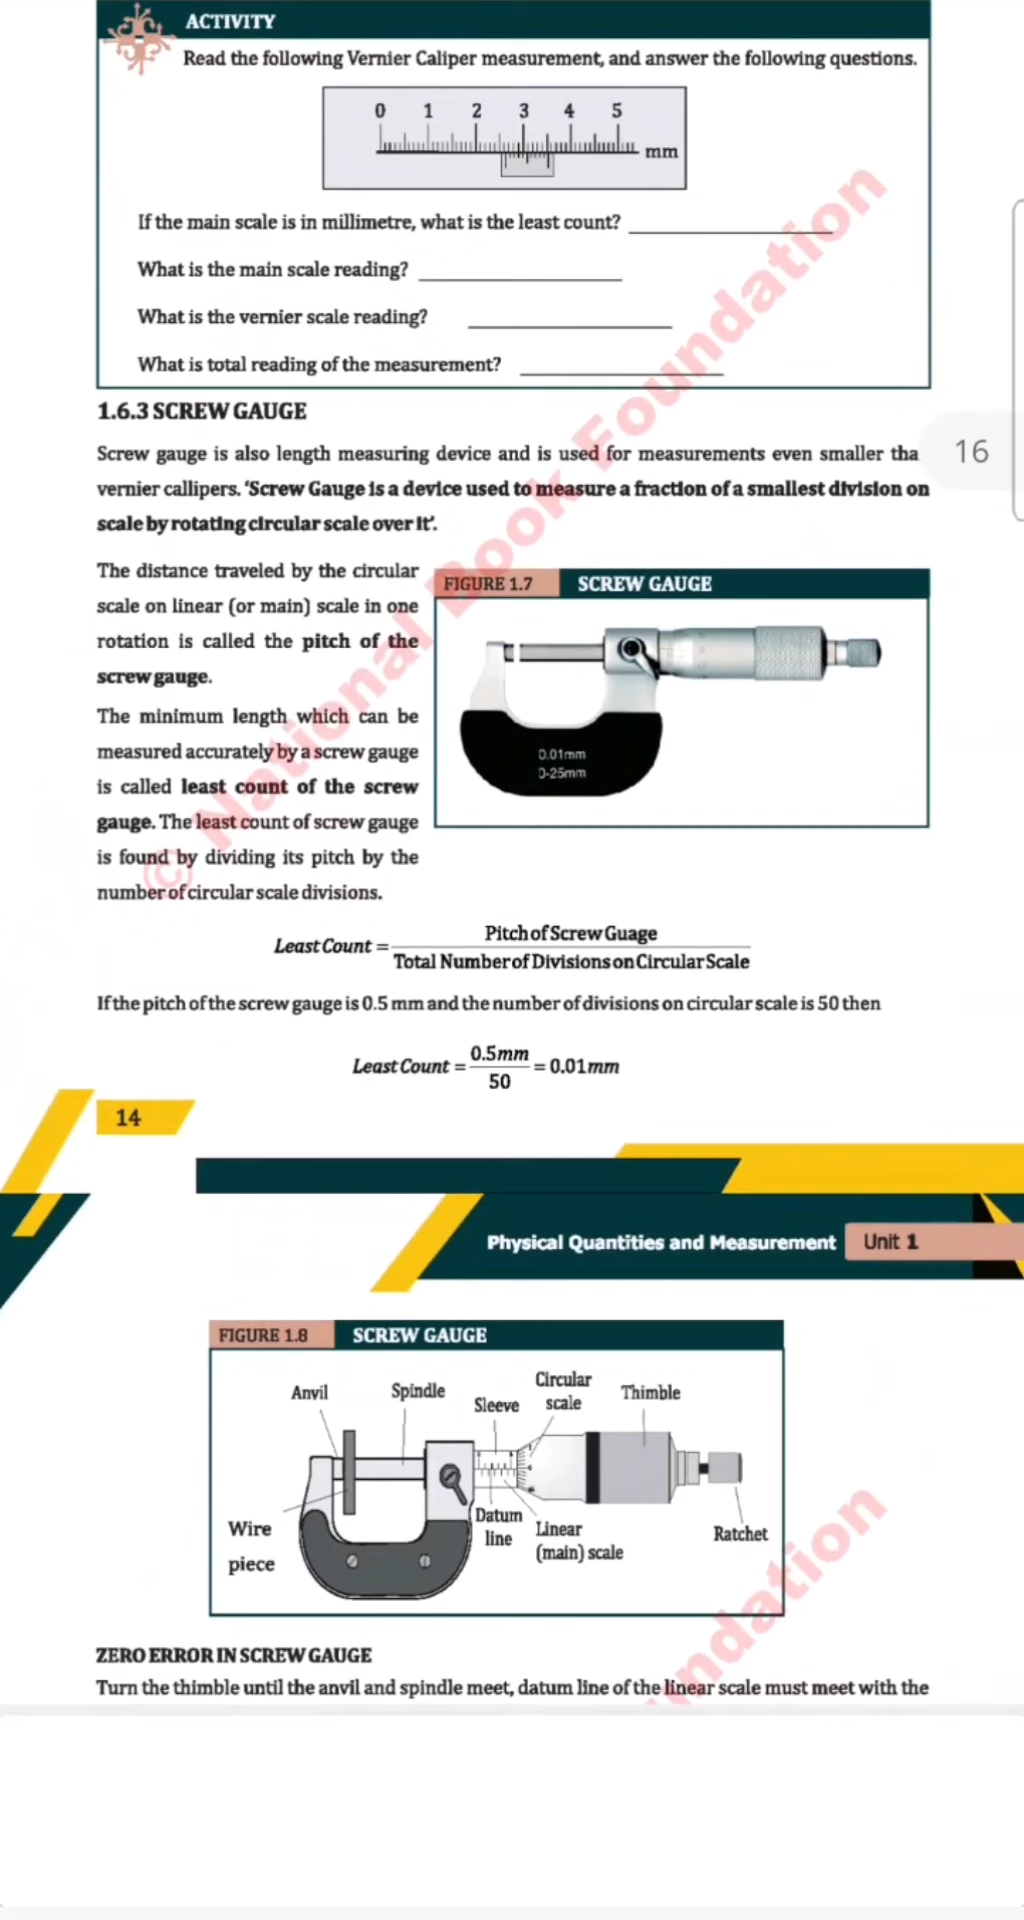 ACTIVITY
Read the following Vernier Caliper measurement, and answer the following questions.
0 1 2 3 4 5
mm
If the main scale is in millimetre, what is the least count?
What is the main scale reading?
What is the vernier scale reading?
What is total reading of the measurement?
1.6.3 SCREW GAUGE
Screw gauge is also length measuring device and is used for measurements even smaller tha
16
vernier callipers. 'Screw Gauge is a device used to measure a fraction of a smallest division on
scale by rotating circular scale over it'.
The distance traveled by the circular
scale on linear (or main) scale in one
rotation is called the pitch of the
screw gauge.
The minimum length which can be
measured accurately by a screw gauge
is called least count of the screw
gauge. The least count of screw gauge
is found by dividing its pitch by the
number of circular scale divisions.
FIGURE 1.7 SCREW GAUGE
0.01mm
0-25mm
Least Count = Pitch of Screw Guage
Total Number of Divisions on Circular Scale
If the pitch of the screw gauge is 0.5 mm and the number of divisions on circular scale is 50 then
Least Count = 0.5mm
50
= 0.01mm
14
© National Book Foundation
Physical Quantities and Measurement Unit 1
FIGURE 1.8 SCREW GAUGE
Anvil
Spindle
Sleeve
Circular
scale
Thimble
Wire
piece
Datum
line
Linear
(main) scale
Ratchet
ZERO ERROR IN SCREW GAUGE
Turn the thimble until the anvil and spindle meet, datum line of the linear scale must meet with the
undation